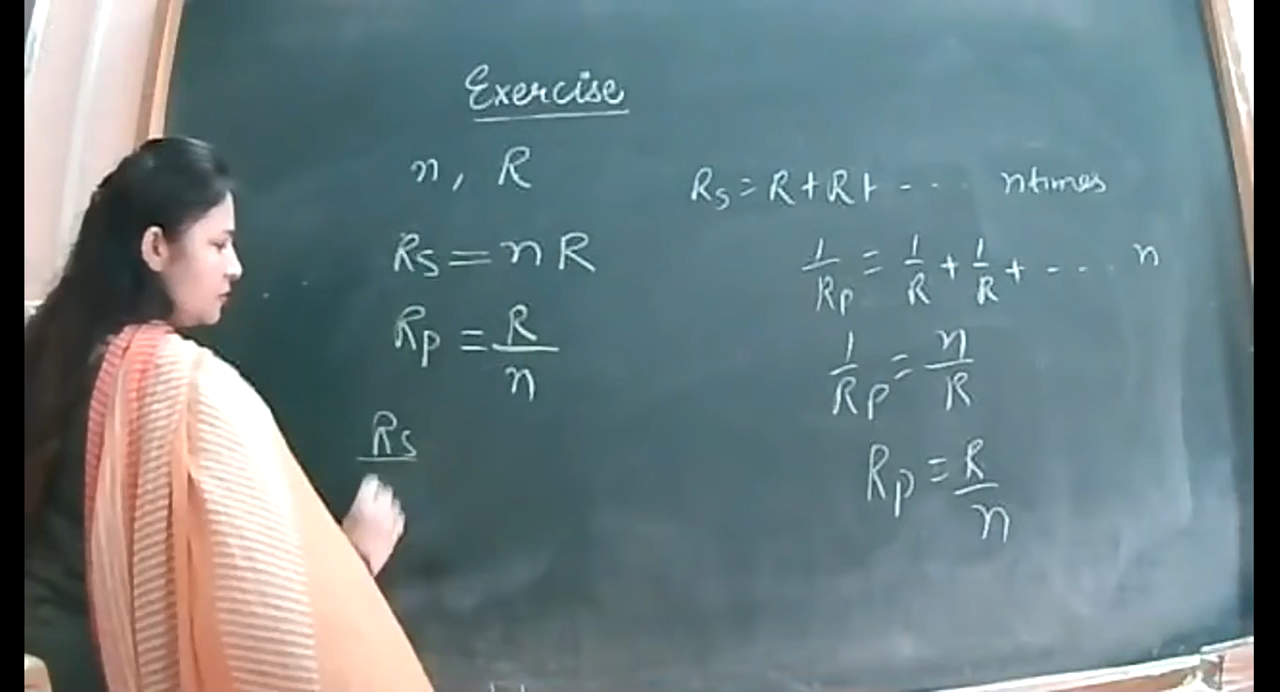 Exercise
n, R
Rs = nR
Rp = R/n
Rs
Rs = R+R+ - - - n times
1/Rp = 1/R + 1/R + - - - - n
1/Rp = n/R
Rp = R/n